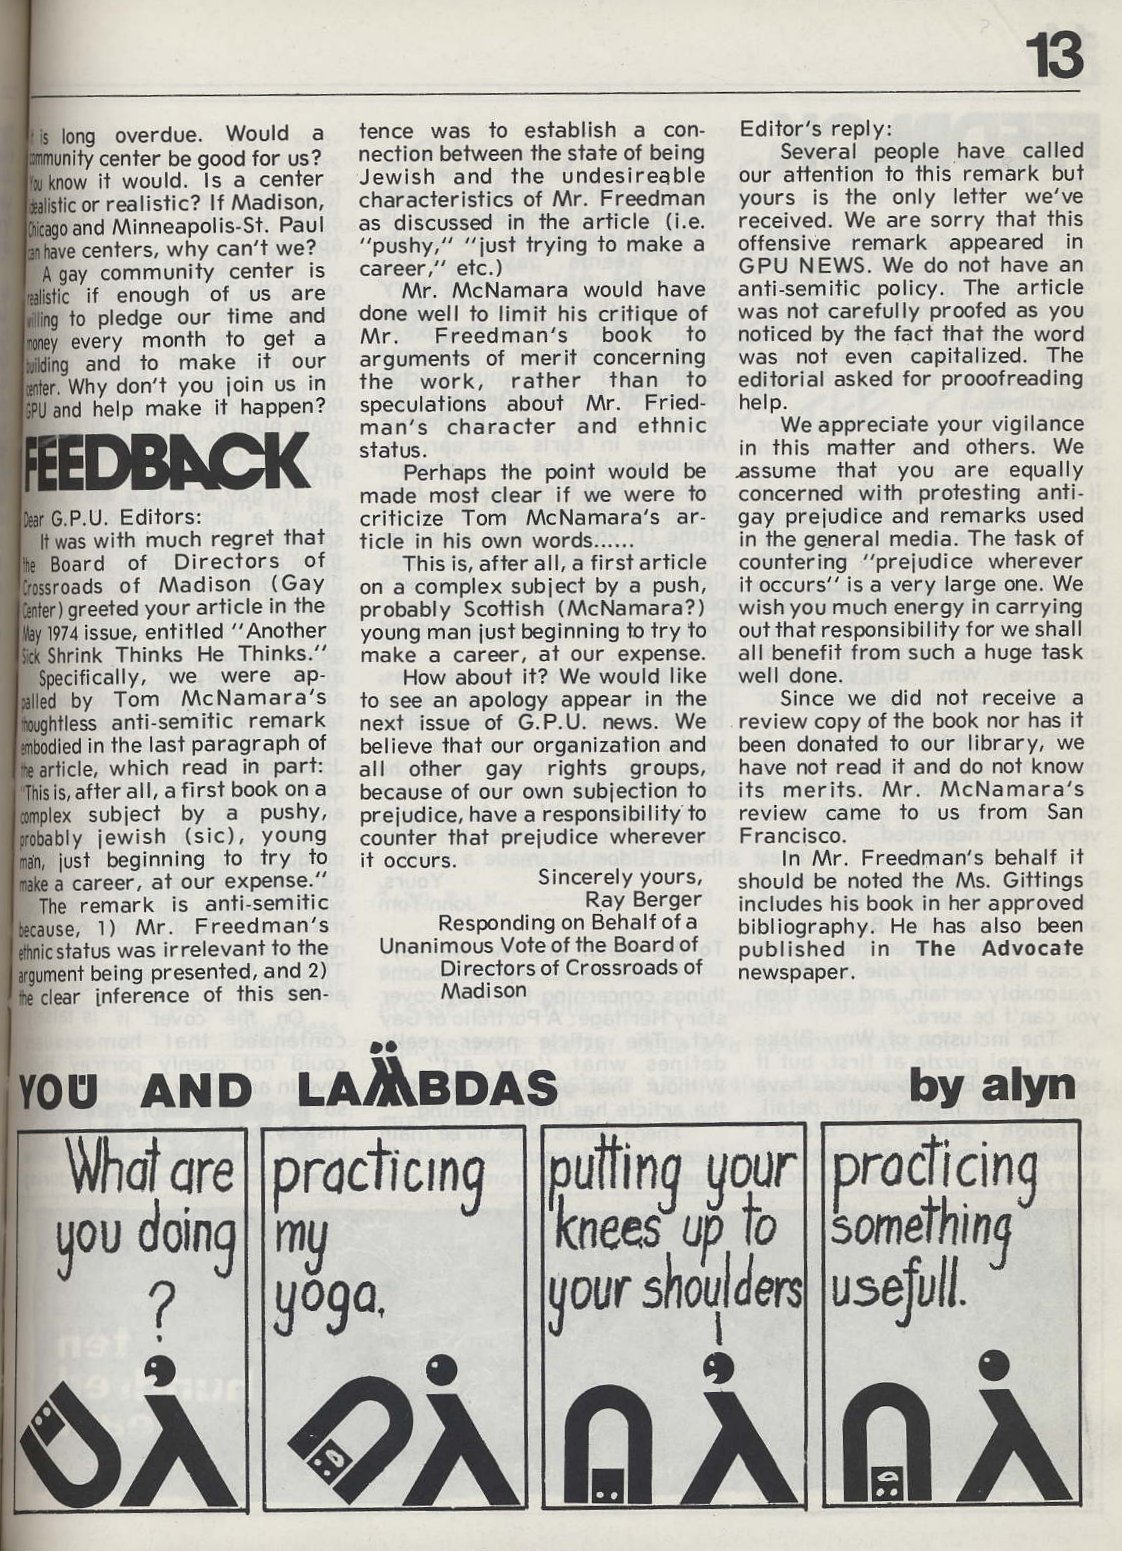 13
is long overdue. Would a
community center be good for us?
You know it would. Is a center
idealistic or realistic? If Madison,
Chicago and Minneapolis-St. Paul
can have centers, why can't we?
A gay community center is
realistic if enough of us are
willing to pledge our time and
money every month to get a
building and to make it our
center. Why don't you join us in
GPU and help make it happen?
FEEDBACK
Dear G.P.U. Editors:
It was with much regret that
the Board of Directors of
Crossroads of Madison (Gay
Center) greeted your article in the
May 1974 issue, entitled "Another
Sick Shrink Thinks He Thinks."
Specifically, we were ap-
palled by Tom McNamara's
thoughtless anti-semitic remark
embodied in the last paragraph of
the article, which read in part:
"This is, after all, a first book on a
complex subject by a pushy,
probably jewish (sic), young
man, just beginning to try to
make a career, at our expense."
The remark is anti-semitic
because, 1) Mr. Freedman's
ethnic status was irrelevant to the
argument being presented, and 2)
the clear inference of this sen-
tence was to establish a con-
nection between the state of being
Jewish and the undesireable
characteristics of Mr. Freedman
as discussed in the article (i.e.
"pushy," "just trying to make a
career," etc.)
Mr. McNamara would have
done well to limit his critique of
Mr. Freedman's book to
arguments of merit concerning
the work, rather than to
speculations about Mr. Fried-
man's character and ethnic
status.
Perhaps the point would be
made most clear if we were to
criticize Tom McNamara's ar-
ticle in his own words......
This is, after all, a first article
on a complex subject by a push,
probably Scottish (McNamara?)
young man just beginning to try to
make a career, at our expense.
How about it? We would like
to see an apology appear in the
next issue of G.P.U. news. We
believe that our organization and
all other gay rights groups,
because of our own subjection to
prejudice, have a responsibility to
counter that prejudice wherever
it occurs.
Sincerely yours,
Ray Berger
Responding on Behalf of a
Unanimous Vote of the Board of
Directors of Crossroads of
Madison
Editor's reply:
Several people have called
our attention to this remark but
yours is the only letter we've
received. We are sorry that this
offensive remark appeared in
GPU NEWS. We do not have an
anti-semitic policy. The article
was not carefully proofed as you
noticed by the fact that the word
was not even capitalized. The
editorial asked for prooofreading
help.
We appreciate your vigilance
in this matter and others. We
assume that you are equally
concerned with protesting anti-
gay prejudice and remarks used
in the general media. The task of
countering "prejudice wherever
it occurs" is a very large one. We
wish you much energy in carrying
out that responsibility for we shall
all benefit from such a huge task
well done.
Since we did not receive a
review copy of the book nor has it
been donated to our library, we
have not read it and do not know
its merits. Mr. McNamara's
review came to us from San
Francisco.
In Mr. Freedman's behalf it
should be noted the Ms. Gittings
includes his book in her approved
bibliography. He has also been
published in The Advocate
newspaper.
YOU AND LAMBDAS by alyn
What are
you doing
?
practicing
my
yoga.
putting your
knees up to
your shoulders
practicing
something
usefull.